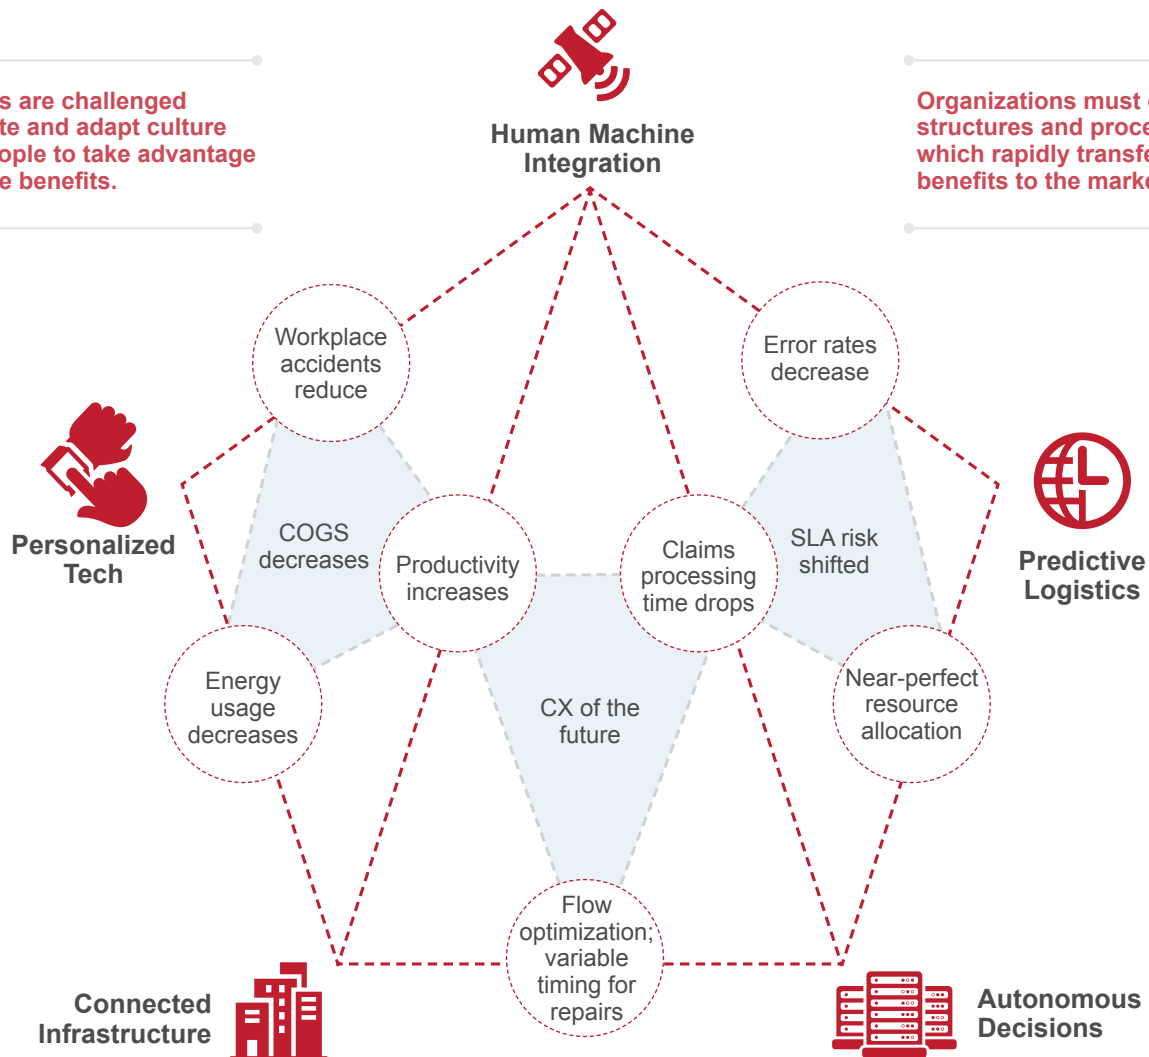 s are challenged
te and adapt culture
ople to take advantage
e benefits.
Human Machine
Integration
Organizations must
structures and proce
which rapidly transfe
benefits to the marke
Workplace
accidents
reduce
Error rates
decrease
Personalized
Tech
COGS
decreases
Productivity
increases
Claims
processing
time drops
SLA risk
shifted
Predictive
Logistics
Energy
usage
decreases
CX of the
future
Near-perfect
resource
allocation
Flow
optimization;
variable
timing for
repairs
Connected
Infrastructure
Autonomous
Decisions